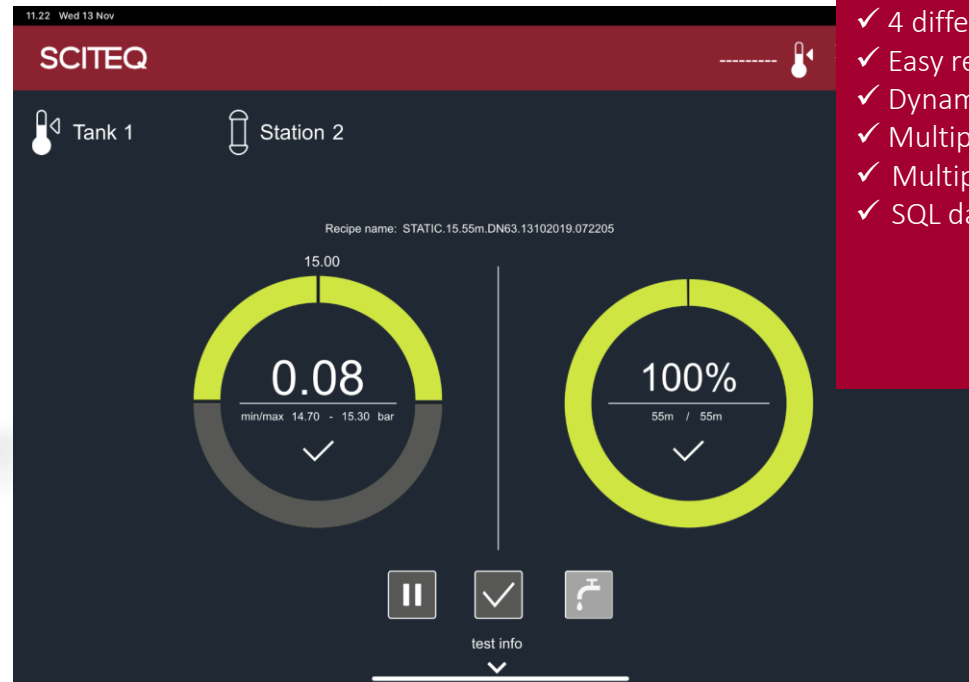 11.22 Wed 13 Nov
SCITEQ
---------
Tank 1
Station 2
Recipe name: STATIC.15.55m.DN63.13102019.072205
15.00
0.08
min/max 14.70 - 15.30 bar
100%
55m / 55m
test info
✓ 4 diffe
✓ Easy re
✓ Dynam
✓ Multip
✓ Multip
✓ SQL da